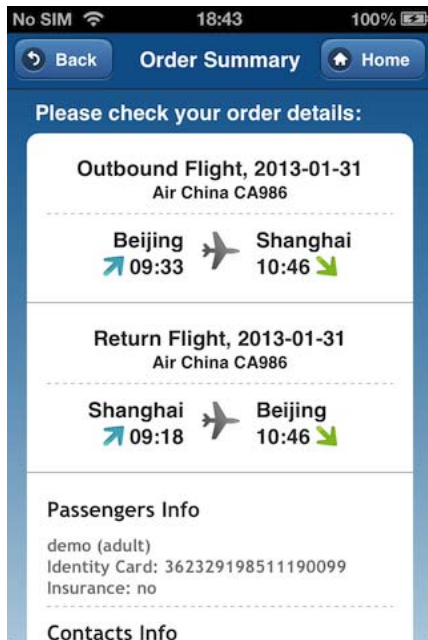 No SIM 18:43 100%
Back Order Summary Home
Please check your order details:
Outbound Flight, 2013-01-31
Air China CA986
Beijing Shanghai
09:33 10:46
Return Flight, 2013-01-31
Air China CA986
Shanghai Beijing
09:18 10:46
Passengers Info
demo (adult)
Identity Card: 362329198511190099
Insurance: no
Contacts Info